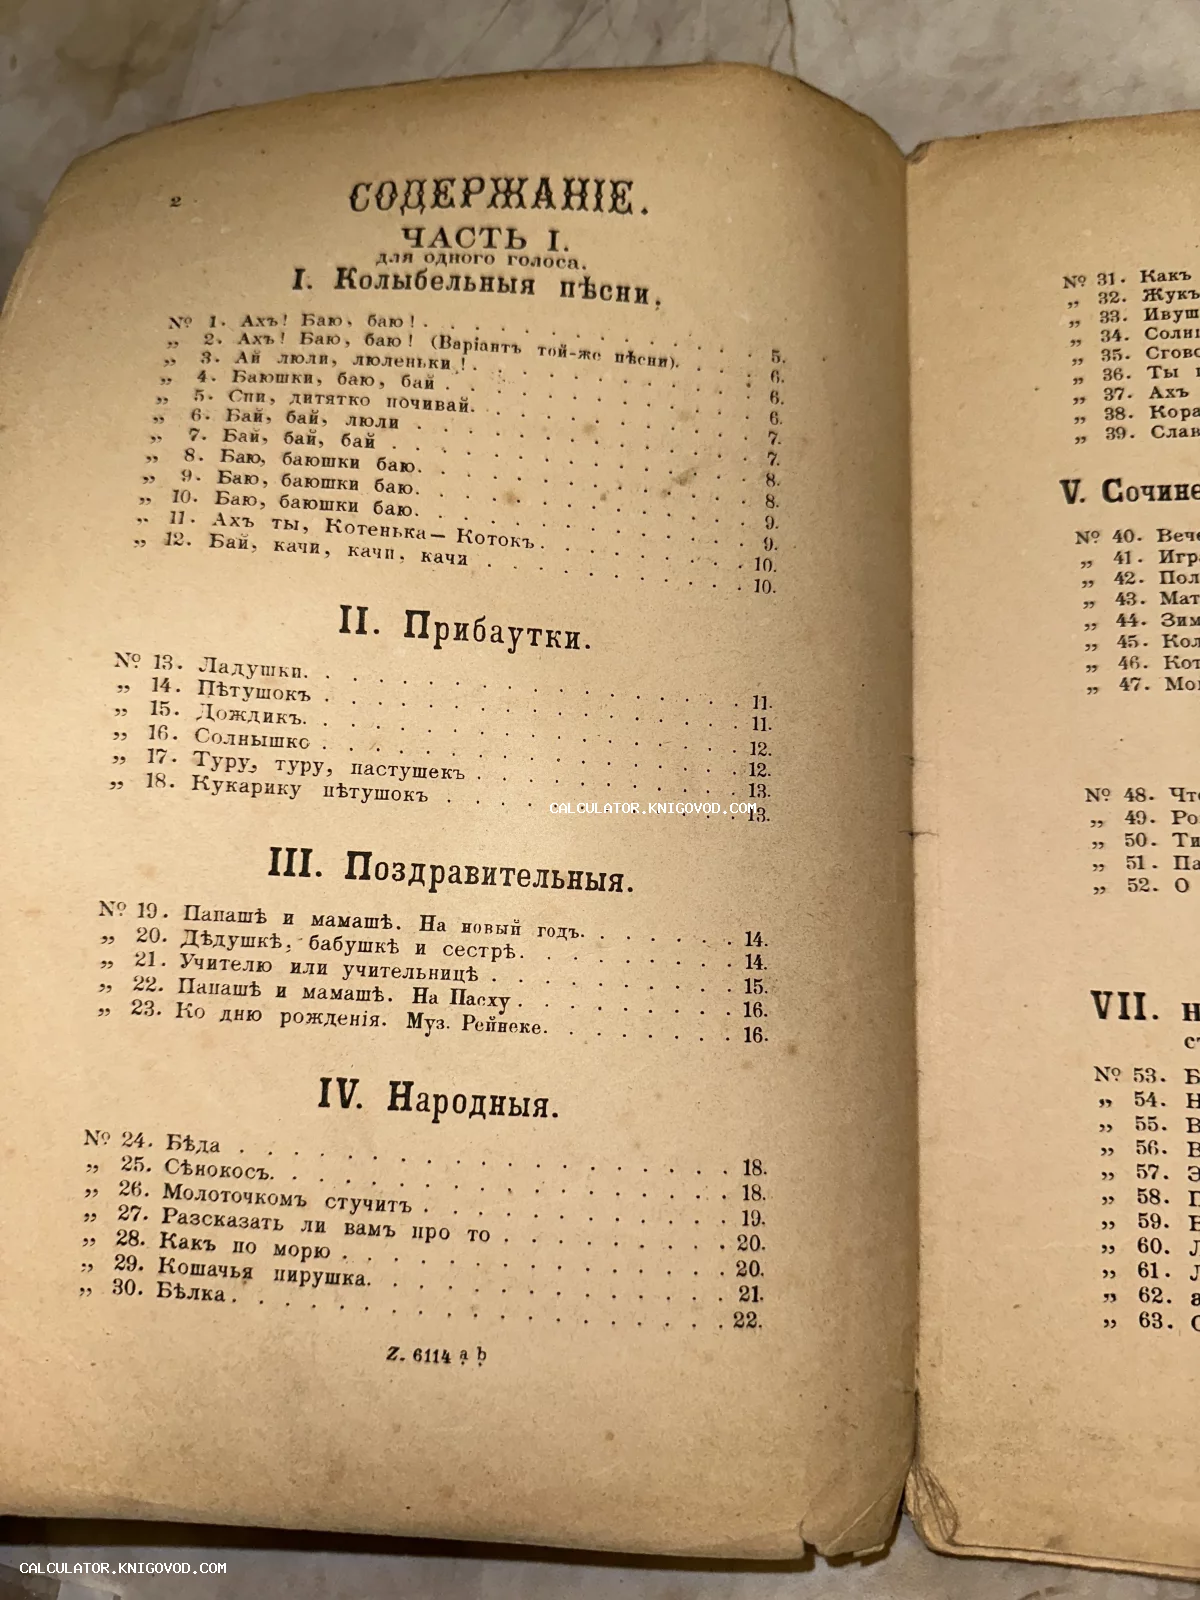 2
СОДЕРЖАНІЕ.
ЧАСТЬ I.
для одного голоса.
I. Колыбельныя пѣсни.
№ 1. Ахъ! Баю, баю! . . . . . . . . . . 5.
„ 2. Ахъ! Баю, баю! (Варіантъ той-же пѣсни). . . . 6.
„ 3. Ай люли, люленьки! . . . . . . . . . . 6.
„ 4. Баюшки, баю, бай . . . . . . . . . . 6.
„ 5. Спи, дитятко почивай. . . . . . . . . . 7.
„ 6. Бай, бай, люли . . . . . . . . . . 7.
„ 7. Бай, бай, бай . . . . . . . . . . 8.
„ 8. Баю, баюшки баю. . . . . . . . . . 8.
„ 9. Баю, баюшки баю. . . . . . . . . . 9.
„ 10. Баю, баюшки баю. . . . . . . . . . 9.
„ 11. Ахъ ты, Котенька — Котокъ. . . . . . . . 10.
„ 12. Бай, качи, качи, качи . . . . . . . . . 10.
II. Прибаутки.
№ 13. Ладушки. . . . . . . . . . . 11.
„ 14. Пѣтушокъ . . . . . . . . . . 11.
„ 15. Дождикъ. . . . . . . . . . . 12.
„ 16. Солнышко . . . . . . . . . . 12.
„ 17. Туру, туру, пастушекъ . . . . . . . . 13.
„ 18. Кукарику пѣтушокъ . . . . . . . . . 13.
III. Поздравительныя.
№ 19. Папашѣ и мамашѣ. На новый годъ. . . . . . . 14.
„ 20. Дѣдушкѣ, бабушкѣ и сестрѣ. . . . . . . . 14.
„ 21. Учителю или учительницѣ . . . . . . . . 15.
„ 22. Папашѣ и мамашѣ. На Пасху . . . . . . . . 16.
„ 23. Ко дню рожденія. Муз. Рейнеке. . . . . . . . 16.
IV. Народныя.
№ 24. Бѣда . . . . . . . . . . 18.
„ 25. Сѣнокосъ. . . . . . . . . . . 18.
„ 26. Молоточкомъ стучитъ . . . . . . . . . 19.
„ 27. Разсказать ли вамъ про то . . . . . . . . 20.
„ 28. Какъ по морю . . . . . . . . . . 20.
„ 29. Кошачья пирушка. . . . . . . . . . 21.
„ 30. Бѣлка . . . . . . . . . . 22.
Z. 6114 a b
№ 31. Какъ
„ 32. Жукъ
„ 33. Ивуш
„ 34. Солн
„ 35. Сгов
„ 36. Ты
„ 37. Ахъ
„ 38. Кора
„ 39. Слав
V. Сочине
№ 40. Вече
„ 41. Игр
„ 42. Пол
„ 43. Мат
„ 44. Зим
„ 45. Кол
„ 46. Кот
„ 47. Мо
№ 48. Что
„ 49. Ро
„ 50. Ти
„ 51. Па
„ 52. О
VII. Н
ст
№ 53. Б
„ 54. Н
„ 55. В
„ 56. В
„ 57. Э
„ 58. П
„ 59. В
„ 60. Л
„ 61. Л
„ 62. а
„ 63. С
CALCULATOR.KNIGOVOD.COM
CALCULATOR.KNIGOVOD.COM